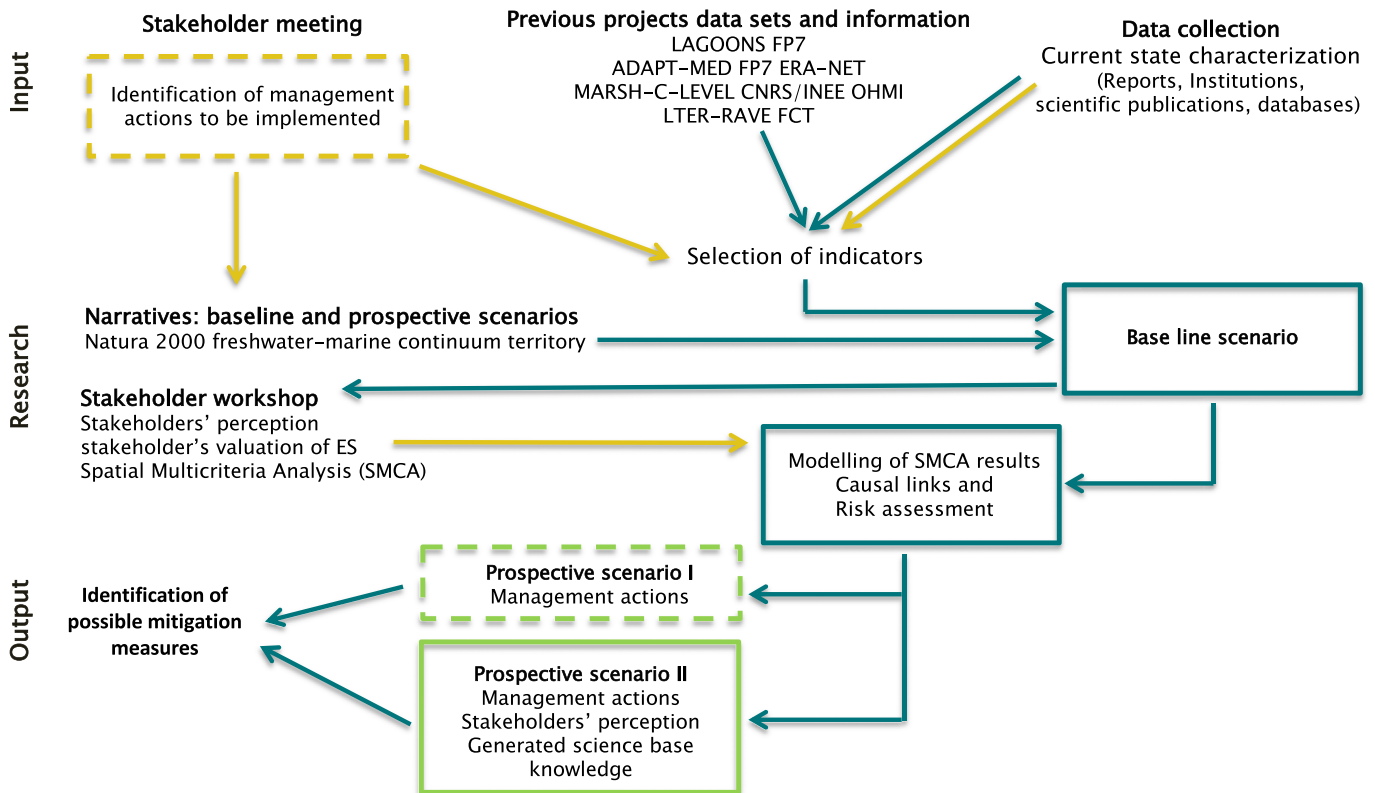 Input
Stakeholder meeting
Identification of management
actions to be implemented
Previous projects data sets and information
LAGOONS FP7
ADAPT-MED FP7 ERA-NET
MARSH-C-LEVEL CNRS/INEE OHMI
LTER-RAVE FCT
Data collection
Current state characterization
(Reports, Institutions,
scientific publications, databases)
Selection of indicators
Research
Narratives: baseline and prospective scenarios
Natura 2000 freshwater-marine continuum territory
Base line scenario
Stakeholder workshop
Stakeholders' perception
stakeholder's valuation of ES
Spatial Multicriteria Analysis (SMCA)
Modelling of SMCA results
Causal links and
Risk assessment
Output
Identification of
possible mitigation
measures
Prospective scenario I
Management actions
Prospective scenario II
Management actions
Stakeholders' perception
Generated science base
knowledge